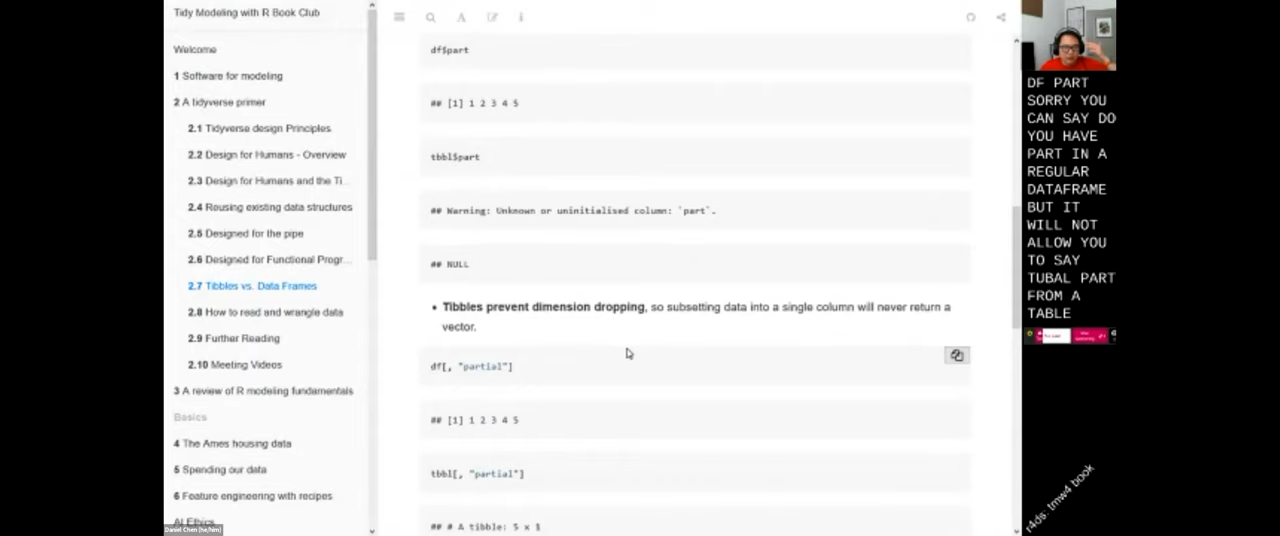 Tidy Modeling with R Book Club
Welcome
1 Software for modeling
2 A tidyverse primer
2.1 Tidyverse design Principles
2.2 Design for Humans - Overview
2.3 Design for Humans and the Ti…
2.4 Reusing existing data structures
2.5 Designed for the pipe
2.6 Designed for Functional Progr…
2.7 Tibbles vs. Data Frames
2.8 How to read and wrangle data
2.9 Further Reading
2.10 Meeting Videos
3 A review of R modeling fundamentals
Basics
4 The Ames housing data
5 Spending our data
6 Feature engineering with recipes
AI Ethics
Daniel Chen (he/him)
df$part
## [1] 1 2 3 4 5
tbbl$part
## Warning: Unknown or uninitialised column: `part`.
## NULL
• Tibbles prevent dimension dropping, so subsetting data into a single column will never return a
vector.
df[, "partial"]
## [1] 1 2 3 4 5
tbbl[, "partial"]
## # A tibble: 5 x 1
DF PART
SORRY YOU
CAN SAY DO
YOU HAVE
PART IN A
REGULAR
DATAFRAME
BUT IT
WILL NOT
ALLOW YOU
TO SAY
TUBAL PART
FROM A
TABLE
r4ds: tmw4 book